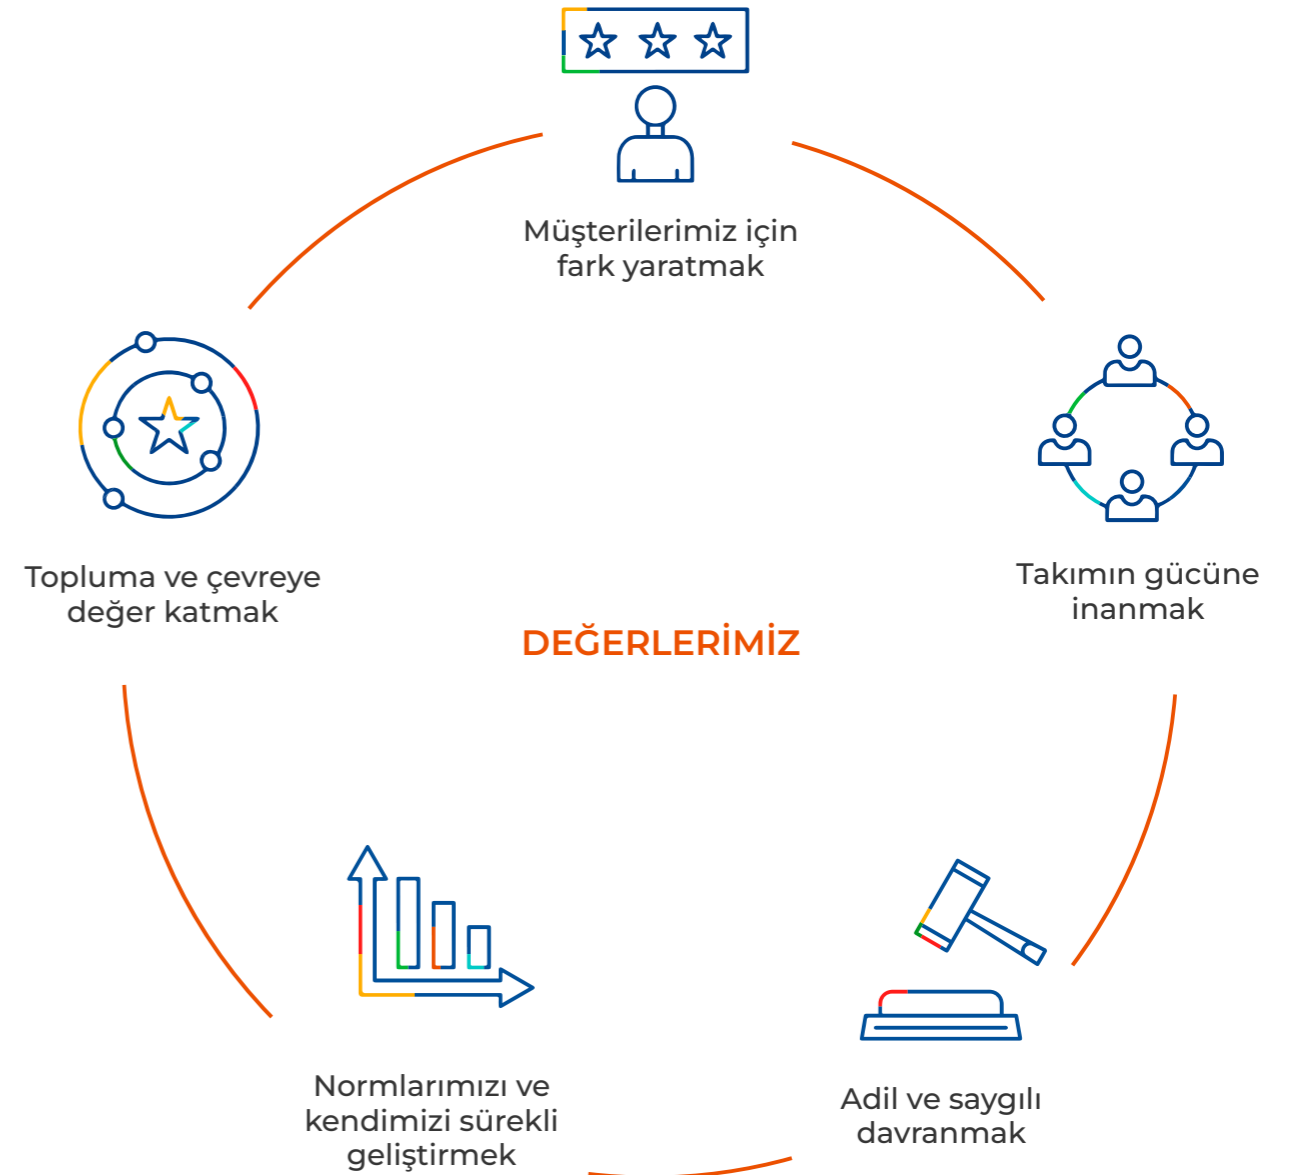 Müşterilerimiz için
fark yaratmak
Takımın gücüne
inanmak
Topluma ve çevreye
değer katmak
DEĞERLERİMİZ
Adil ve saygılı
davranmak
Normlarımızı ve
kendimizi sürekli
geliştirmek